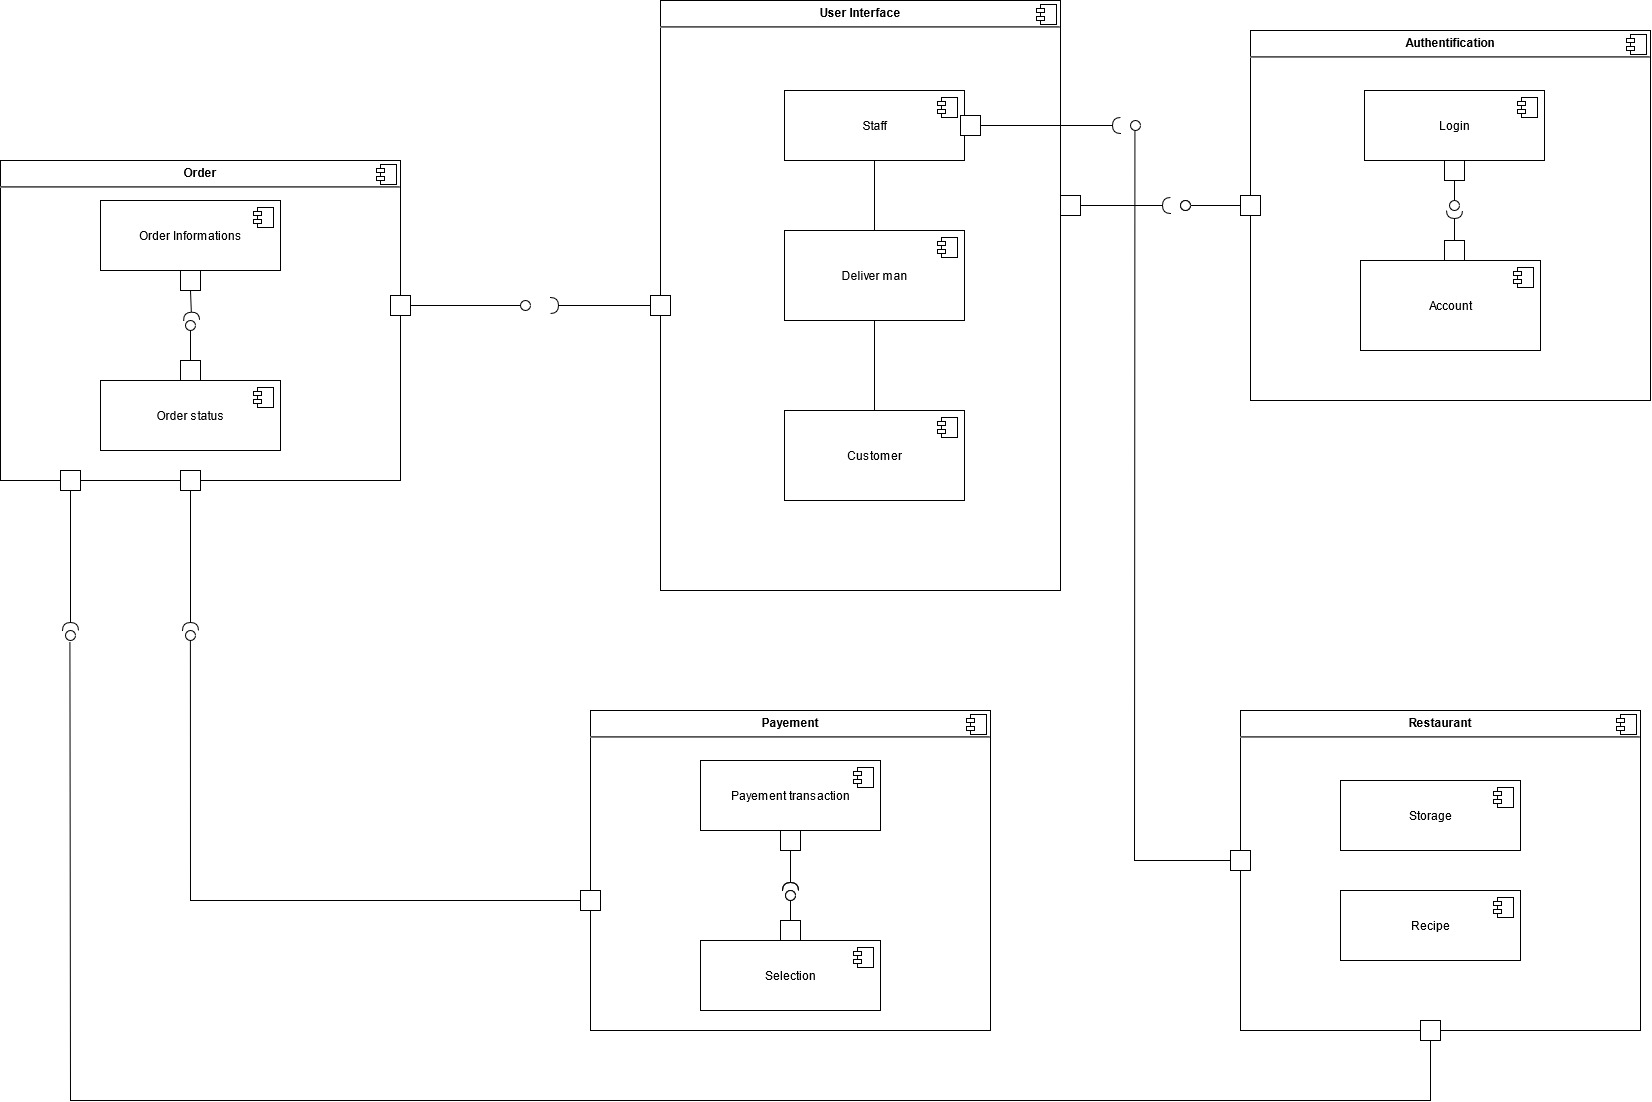 User Interface
Authentification
Staff
Login
Order
Order Informations
Deliver man
Account
Order status
Customer
Payement
Restaurant
Payement transaction
Storage
Recipe
Selection